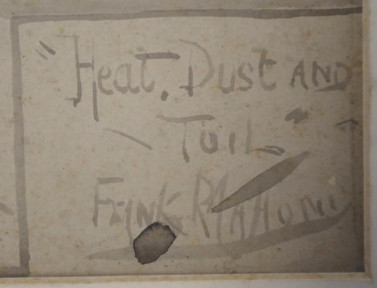 "Heat. Dust AND
Toil"
FRANK P. MAHONY